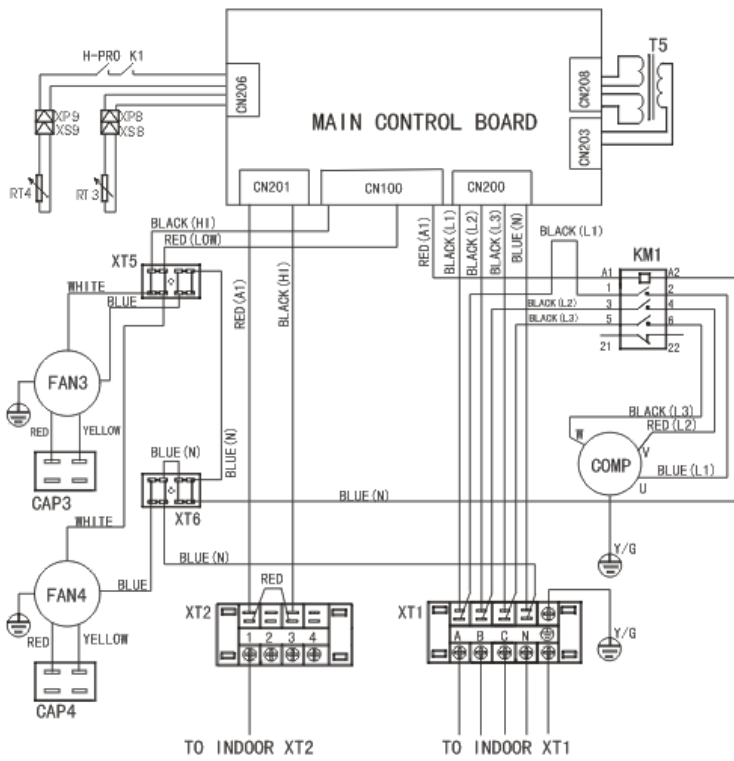 H-PRO K1
T5
CN206
CN208
XP9
XS9
XP8
XS8
MAIN CONTROL BOARD
CN203
RT4
RT3
CN201
CN100
CN200
BLACK(HI)
RED(LOW)
RED(A1)
BLACK(L1)
BLACK(L2)
BLACK(L3)
BLUE(N)
BLACK(L1)
KM1
XT5
A1
A2
1
2
WHITE
BLUE
RED(A1)
BLACK(HI)
BLACK(L2)
3
4
BLACK(L3)
5
6
21
22
FAN3
RED
YELLOW
BLUE(N)
BLACK(L3)
RED(L2)
W
V
COMP
BLUE(L1)
U
BLUE(N)
CAP3
XT6
BLUE(N)
WHITE
BLUE(N)
Y/G
FAN4
BLUE
RED
XT2
XT1
RED
YELLOW
1
2
3
4
A
B
C
N
Y/G
CAP4
TO INDOOR XT2
TO INDOOR XT1